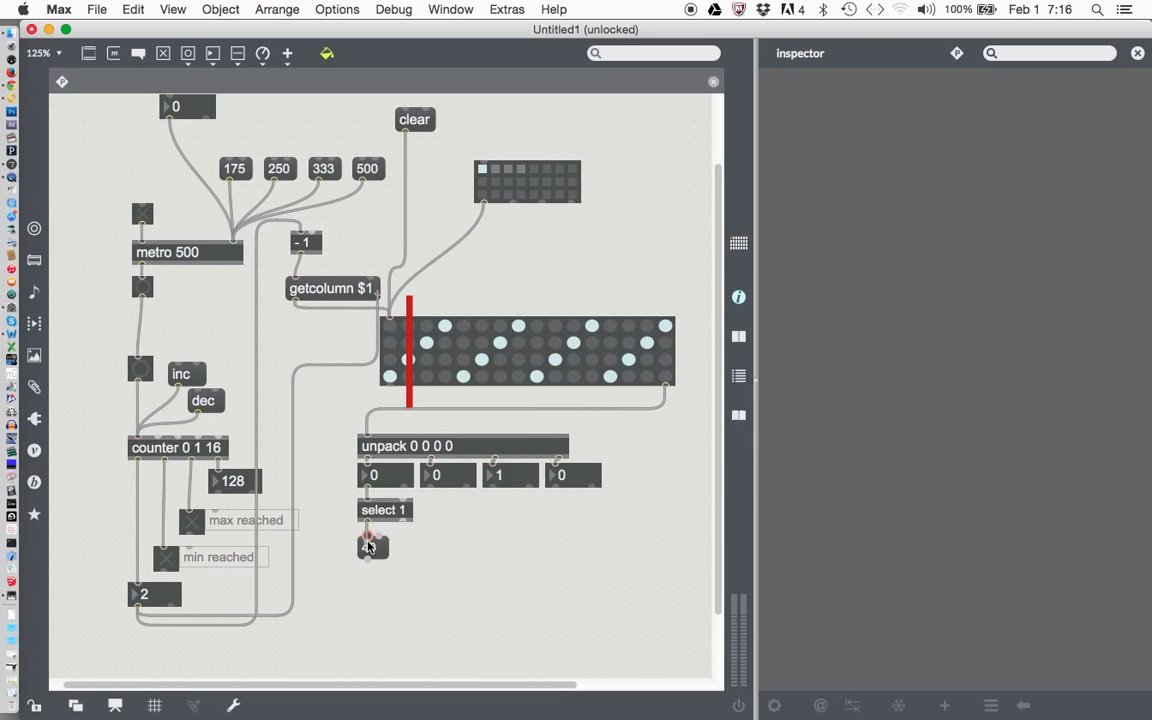 Max File Edit View Object Arrange Options Debug Window Extras Help 4 100% Feb 1 7:16
Untitled1 (unlocked)
125%
inspector
0
clear
175 250 333 500
- 1
metro 500
getcolumn $1
inc
dec
counter 0 1 16
unpack 0 0 0 0
128
0 0 1 0
select 1
max reached
min reached
2